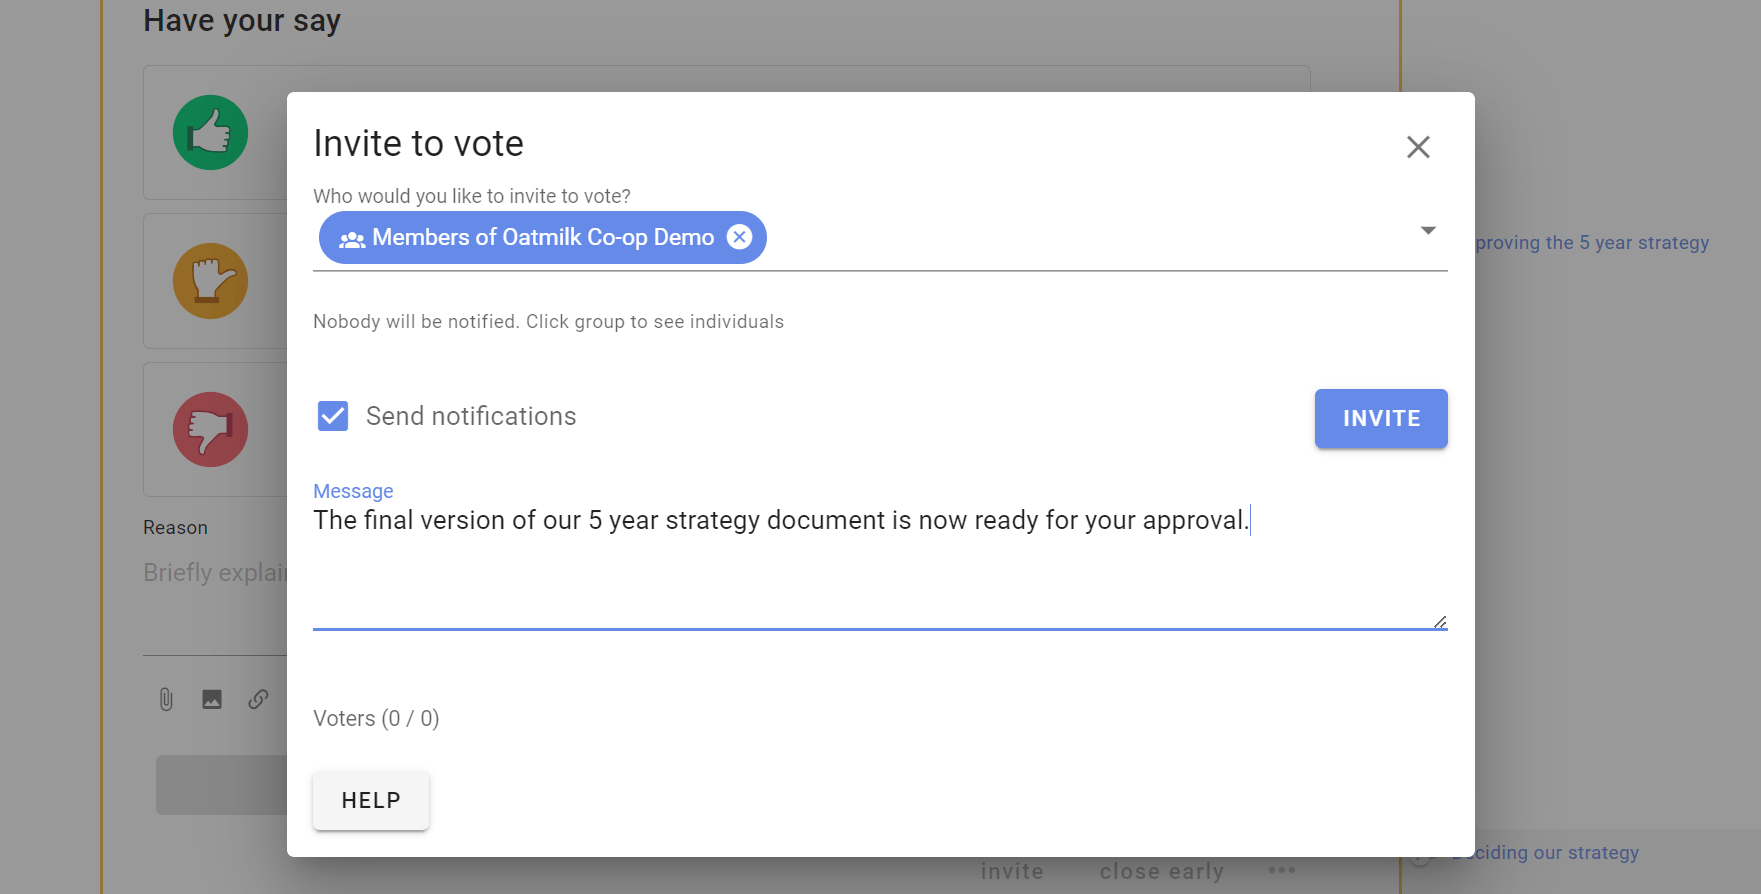 Have your say
Invite to vote
Who would you like to invite to vote?
Members of Oatmilk Co-op Demo
proving the 5 year strategy
Nobody will be notified. Click group to see individuals
Send notifications
INVITE
Message
The final version of our 5 year strategy document is now ready for your approval.
Reason
Briefly explai
Voters (0 / 0)
HELP
ciding our strategy
invite close early